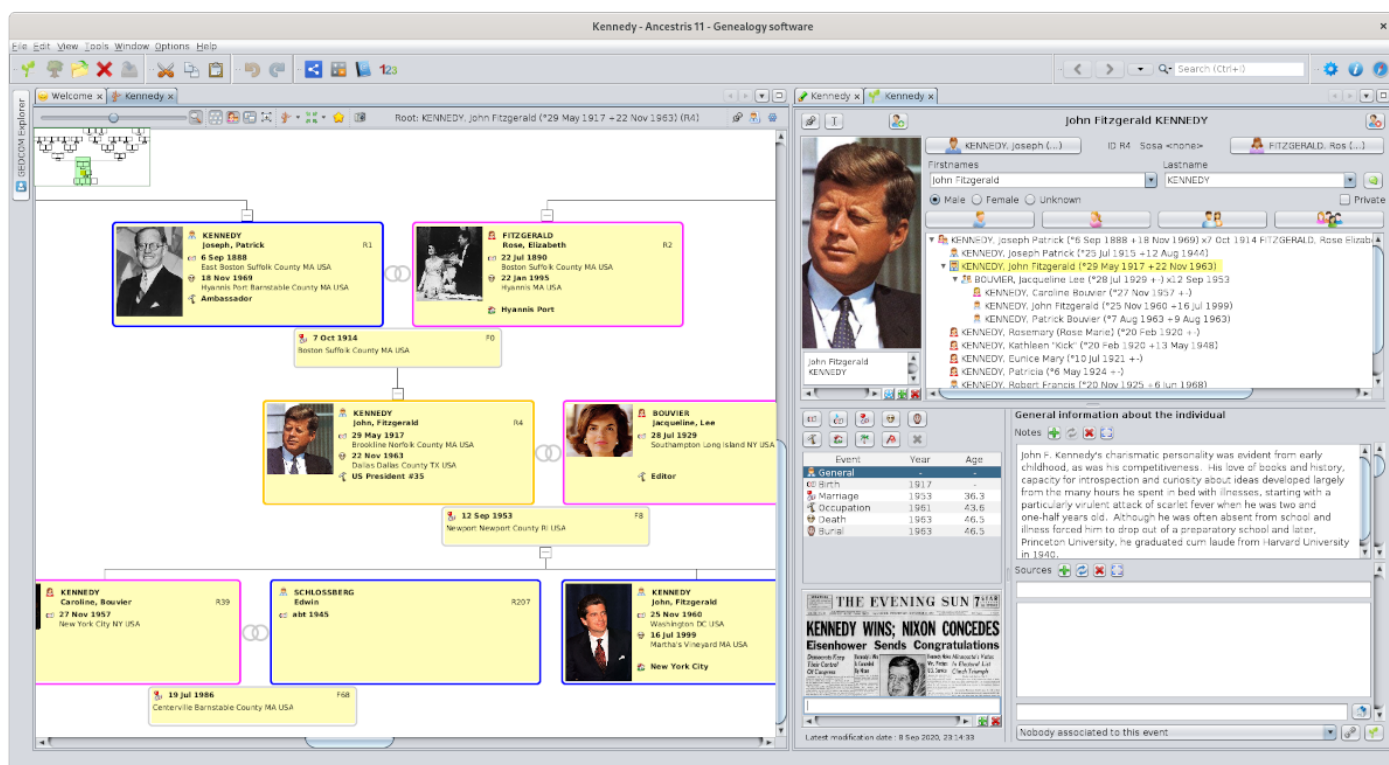 Kennedy - Ancestris 11 - Genealogy software
File Edit View Tools Window Options Help
123
Search (Ctrl+I)
GEDCOM Explorer
Welcome
Kennedy
Root: KENNEDY, John Fitzgerald (*29 May 1917 +22 Nov 1963) (R4)
KENNEDY
Joseph, Patrick R1
6 Sep 1888
East Boston Suffolk County MA USA
18 Nov 1969
Hyannis Port Barnstable County MA USA
Ambassador
FITZGERALD
Rose, Elizabeth R2
22 Jul 1890
Boston Suffolk County MA USA
22 Jan 1995
Hyannis Port County MA USA
Hyannis Port
7 Oct 1914 F0
Boston Suffolk County MA USA
KENNEDY
John, Fitzgerald R4
29 May 1917
Brookline Norfolk County MA USA
22 Nov 1963
Dallas Dallas County TX USA
US President #35
BOUVIER
Jacqueline, Lee
28 Jul 1929
Southampton Long Island NY USA
Editor
12 Sep 1953 F8
Newport Newport County RI USA
KENNEDY
Caroline, Bouvier R39
27 Nov 1957
New York City NY USA
SCHLOSSBERG
Edwin R207
abt 1945
KENNEDY
John, Fitzgerald
25 Nov 1960
Washington DC USA
16 Jul 1999
Martha's Vineyard MA USA
New York City
19 Jul 1986 F68
Centerville Barnstable County MA USA
Kennedy
Kennedy
John Fitzgerald KENNEDY
KENNEDY, Joseph (...)
ID R4 Sosa <none>
FITZGERALD, Ros (...)
Firstnames Lastname
John Fitzgerald KENNEDY
Male Female Unknown Private
KENNEDY, Joseph Patrick (*6 Sep 1888 +18 Nov 1969) x7 Oct 1914 FITZGERALD, Rose Elizab
KENNEDY, Joseph Patrick (*25 Jul 1915 +12 Aug 1944)
KENNEDY, John Fitzgerald (*29 May 1917 +22 Nov 1963)
BOUVIER, Jacqueline Lee (*28 Jul 1929 +-) x12 Sep 1953
KENNEDY, Caroline Bouvier (*27 Nov 1957 +-)
KENNEDY, John Fitzgerald (*25 Nov 1960 +16 Jul 1999)
KENNEDY, Patrick Bouvier (*7 Aug 1963 +9 Aug 1963)
KENNEDY, Rosemary (Rose Marie) (*20 Feb 1920 +-)
KENNEDY, Kathleen "Kick" (*20 Feb 1920 +13 May 1948)
KENNEDY, Eunice Mary (*10 Jul 1921 +-)
KENNEDY, Patricia (*6 May 1924 +-)
KENNEDY, Robert Francis (*20 Nov 1925 +6 Jun 1968)
John Fitzgerald
KENNEDY
Event Year Age
General - -
Birth 1917 -
Marriage 1953 36.3
Occupation 1961 43.6
Death 1963 46.5
Burial 1963 46.5
General information about the individual
Notes
John F. Kennedy's charismatic personality was evident from early
childhood, as was his competitiveness. His love of books and history,
capacity for introspection and curiosity about ideas developed largely
from the many hours he spent in bed with illnesses, starting with a
particularly virulent attack of scarlet fever when he was two and
one-half years old. Although he was often absent from school and
illness forced him to drop out of a preparatory school and later,
Princeton University, he graduated cum laude from Harvard University
in 1940.
Sources
THE EVENING SUN
KENNEDY WINS; NIXON CONCEDES
Eisenhower Sends Congratulations
Democrats Keep
Their Control
Of Congress
Nobody associated to this event
Latest modification date : 8 Sep 2020, 23:14:33